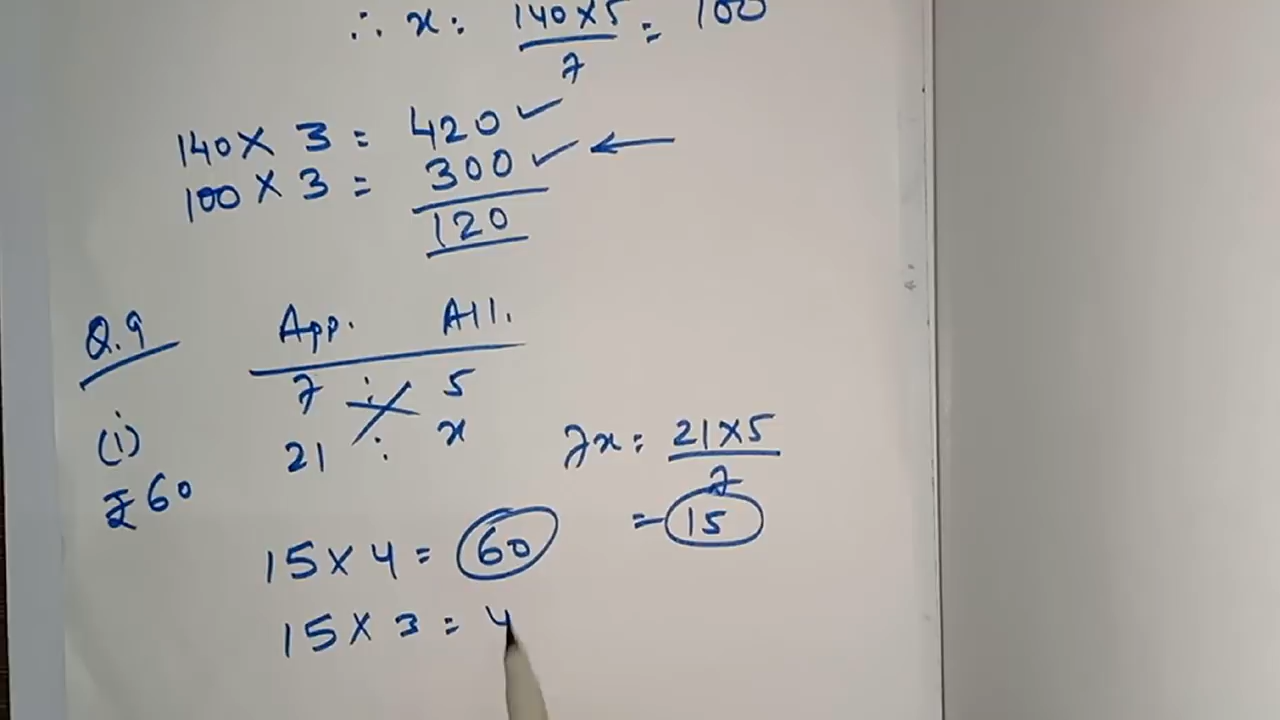 ∴ x: 140×5 = 100
7
140 × 3 = 420 ✓
100 × 3 = 300 ✓ ←
120
Q.9 App. All.
7 : 5
(i) 21 : x 7x = 21×5
7
₹60 = 15
15 × 4 = 60
15 × 3 = 4